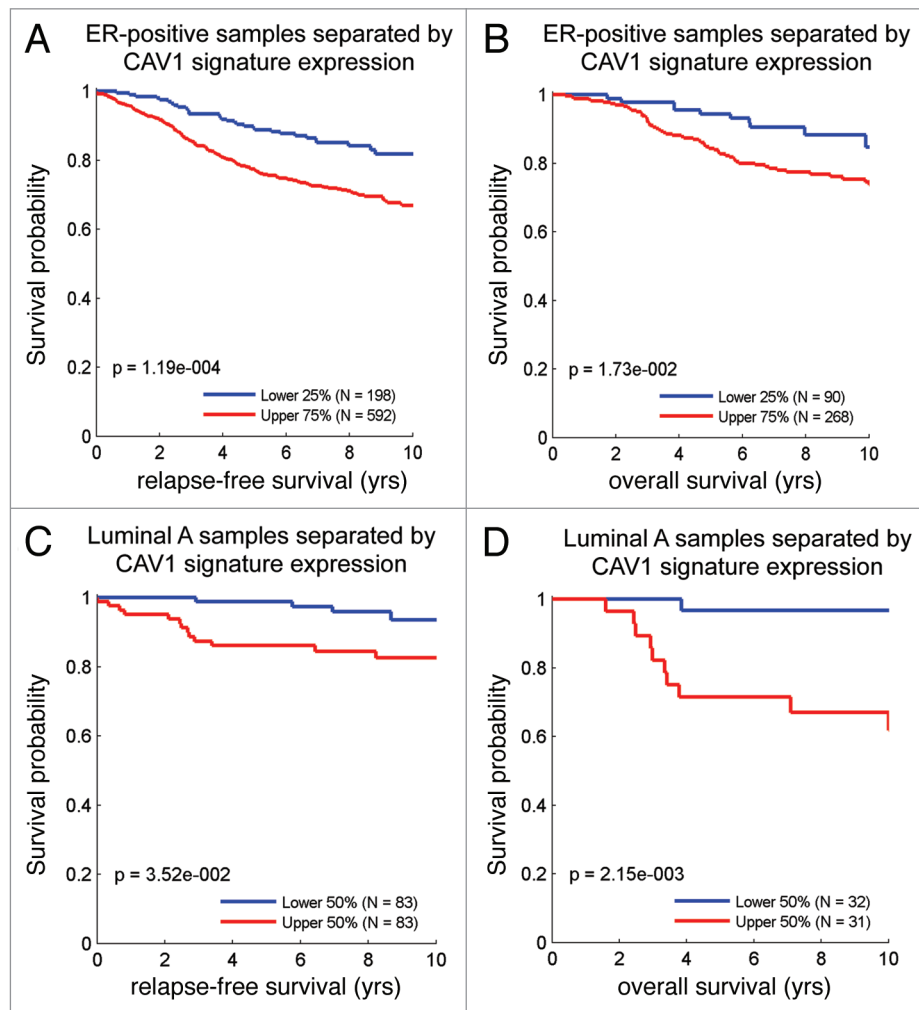 A
ER-positive samples separated by
CAV1 signature expression
Survival probability
1
0.8
0.6
0.4
0.2
0
p = 1.19e-004
Lower 25% (N = 198)
Upper 75% (N = 592)
0 2 4 6 8 10
relapse-free survival (yrs)
B
ER-positive samples separated by
CAV1 signature expression
Survival probability
1
0.8
0.6
0.4
0.2
0
p = 1.73e-002
Lower 25% (N = 90)
Upper 75% (N = 268)
0 2 4 6 8 10
overall survival (yrs)
C
Luminal A samples separated by
CAV1 signature expression
Survival probability
1
0.8
0.6
0.4
0.2
0
p = 3.52e-002
Lower 50% (N = 83)
Upper 50% (N = 83)
0 2 4 6 8 10
relapse-free survival (yrs)
D
Luminal A samples separated by
CAV1 signature expression
Survival probability
1
0.8
0.6
0.4
0.2
0
p = 2.15e-003
Lower 50% (N = 32)
Upper 50% (N = 31)
0 2 4 6 8 10
overall survival (yrs)